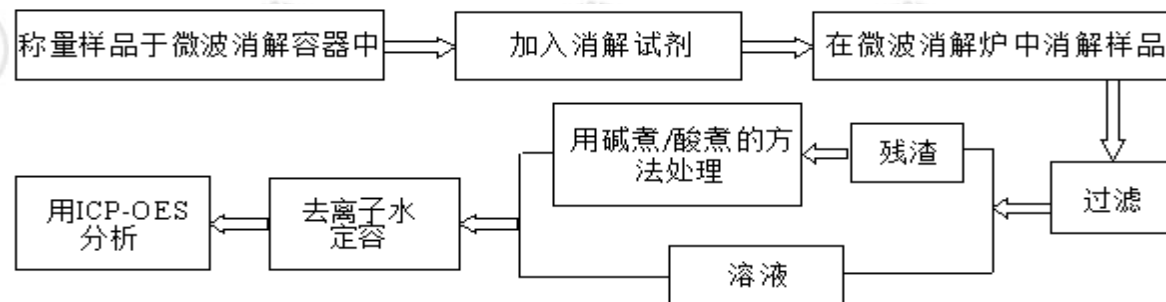 称量样品于微波消解容器中
加入消解试剂
在微波消解炉中消解样品
过滤
残渣
用碱煮/酸煮的方
法处理
溶液
去离子水
定容
用ICP-OES
分析